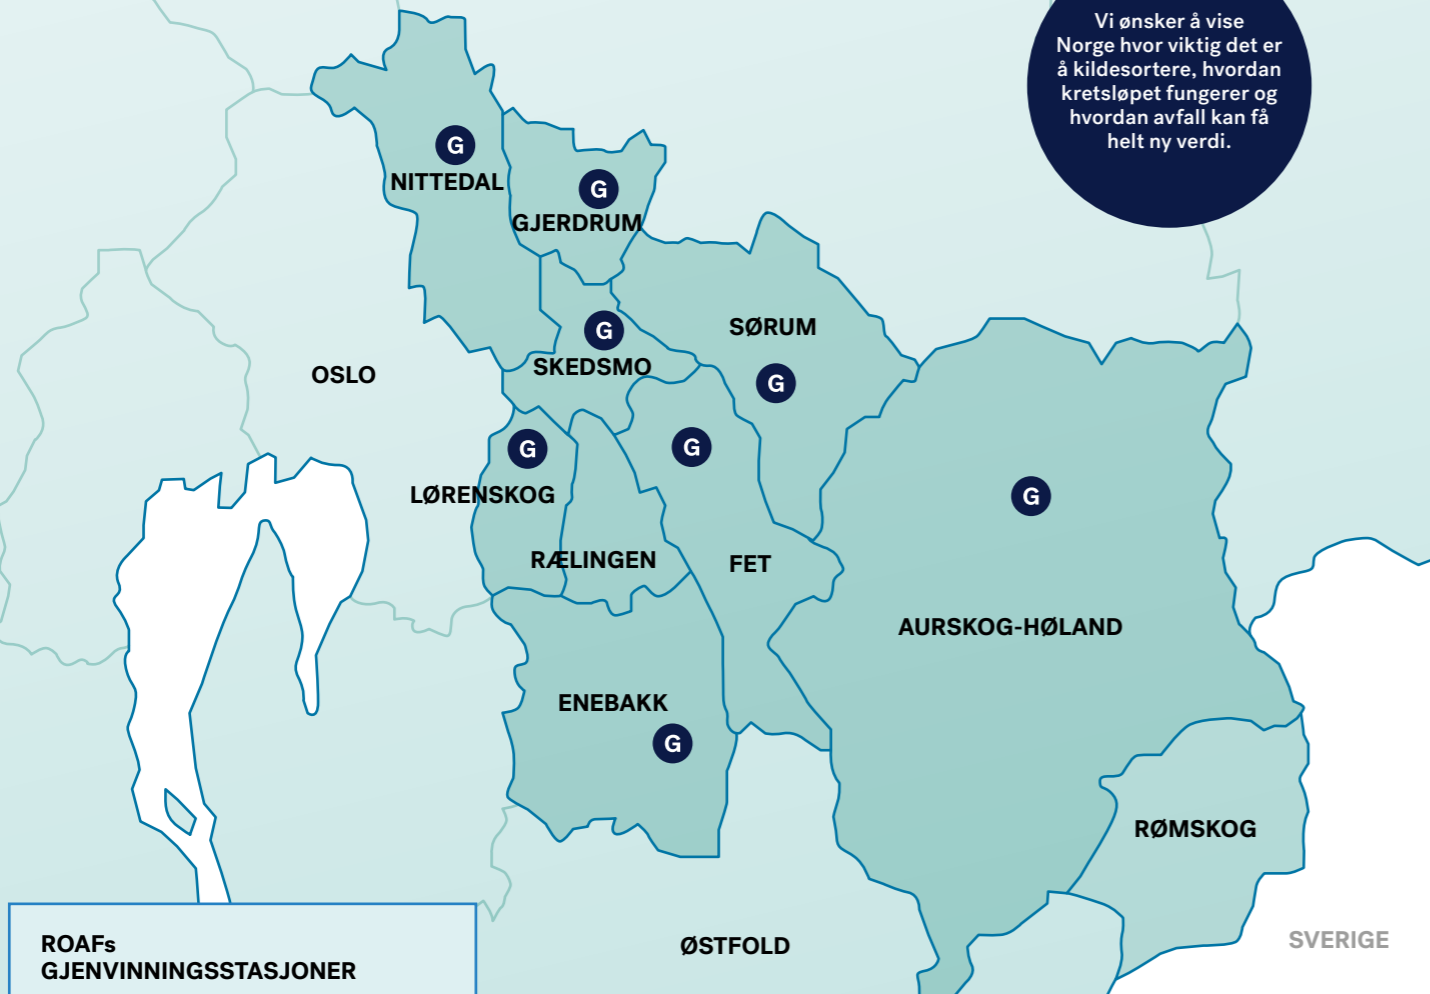 Vi ønsker å vise
Norge hvor viktig det er
å kildesortere, hvordan
kretsløpet fungerer og
hvordan avfall kan få
helt ny verdi.
G
NITTEDAL
G
GJERDRUM
SØRUM
G
SKEDSMO
OSLO
G
G
G
LØRENSKOG
G
RÆLINGEN
FET
AURSKOG-HØLAND
ENEBAKK
G
RØMSKOG
ØSTFOLD
SVERIGE
ROAFs
GJENVINNINGSSTASJONER